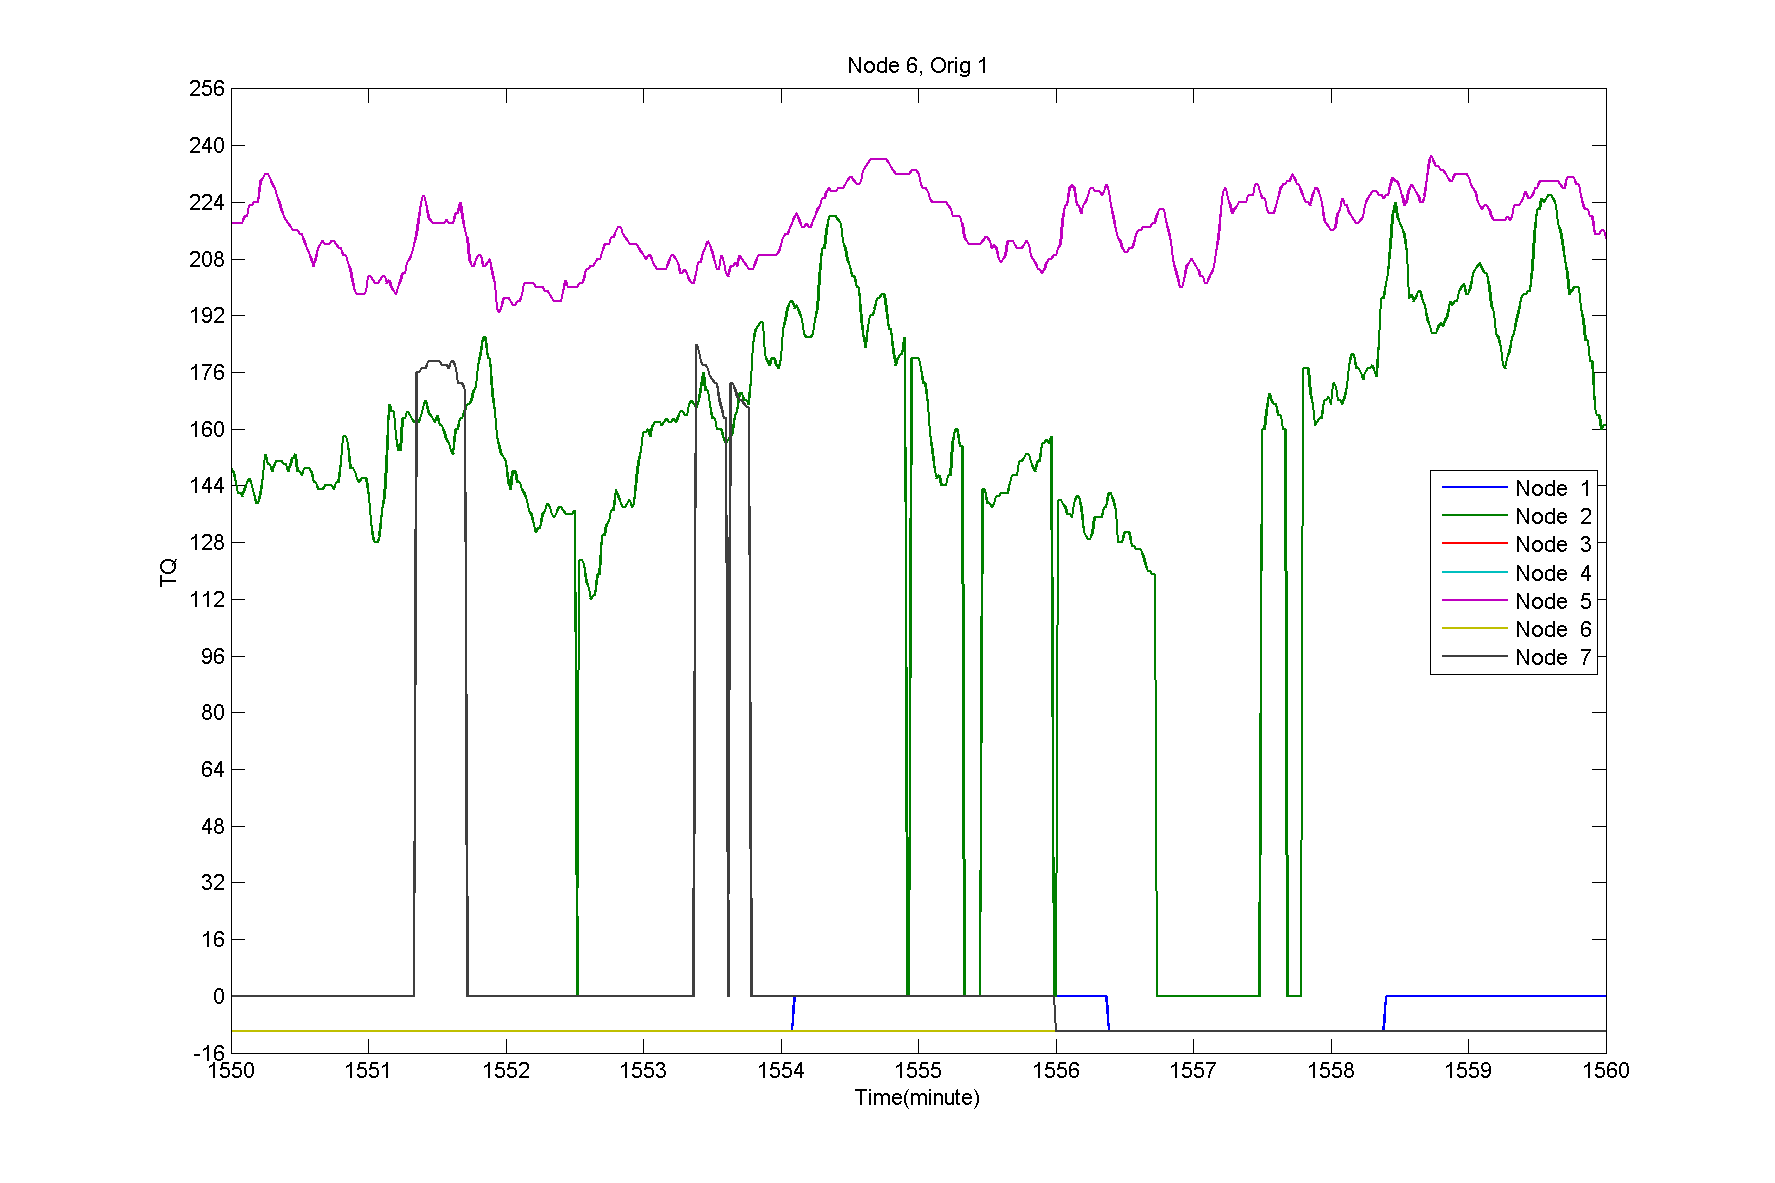 Node 6, Orig 1
256
240
224
208
192
176
160
144
128
112
96
80
64
48
32
16
0
-16
TQ
Node 1
Node 2
Node 3
Node 4
Node 5
Node 6
Node 7
1550 1551 1552 1553 1554 1555 1556 1557 1558 1559 1560
Time(minute)